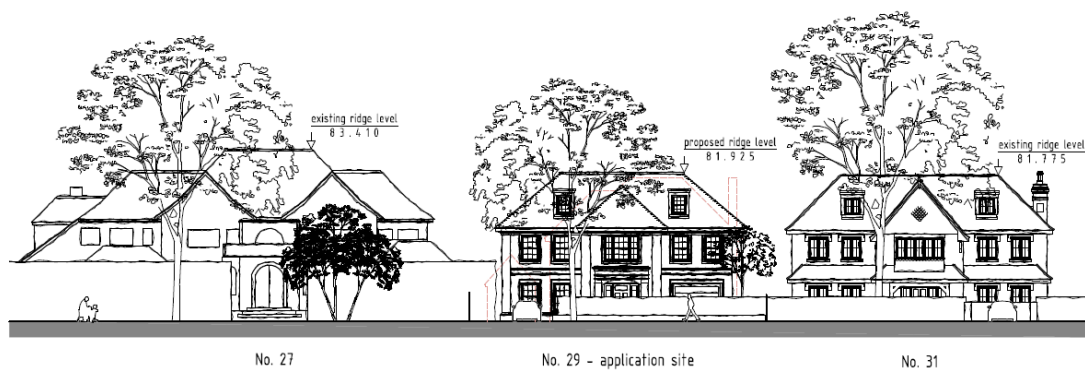 existing ridge level
83.410
proposed ridge level
81.925
existing ridge level
81.775
No. 27
No. 29 - application site
No. 31